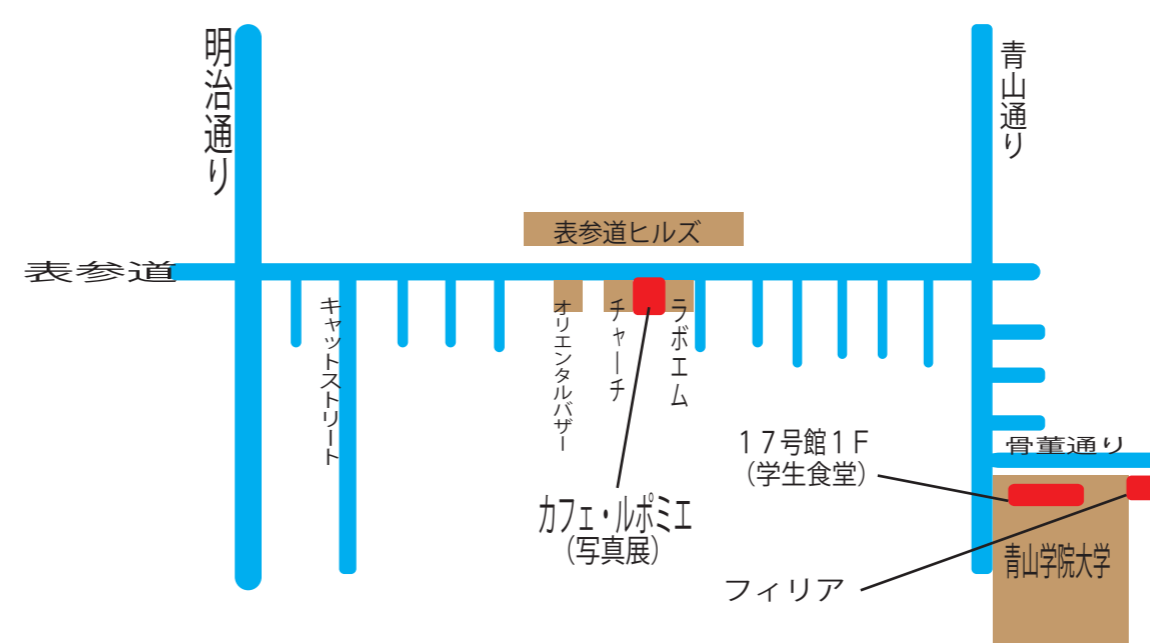 明治通り
青山通り
表参道ヒルズ
表参道
キャットストリート
オリエンタルバザー
チャーチ
ラボエム
カフェ・ルポミエ
（写真展）
１７号館１Ｆ
（学生食堂）
骨董通り
青山学院大学
フィリア